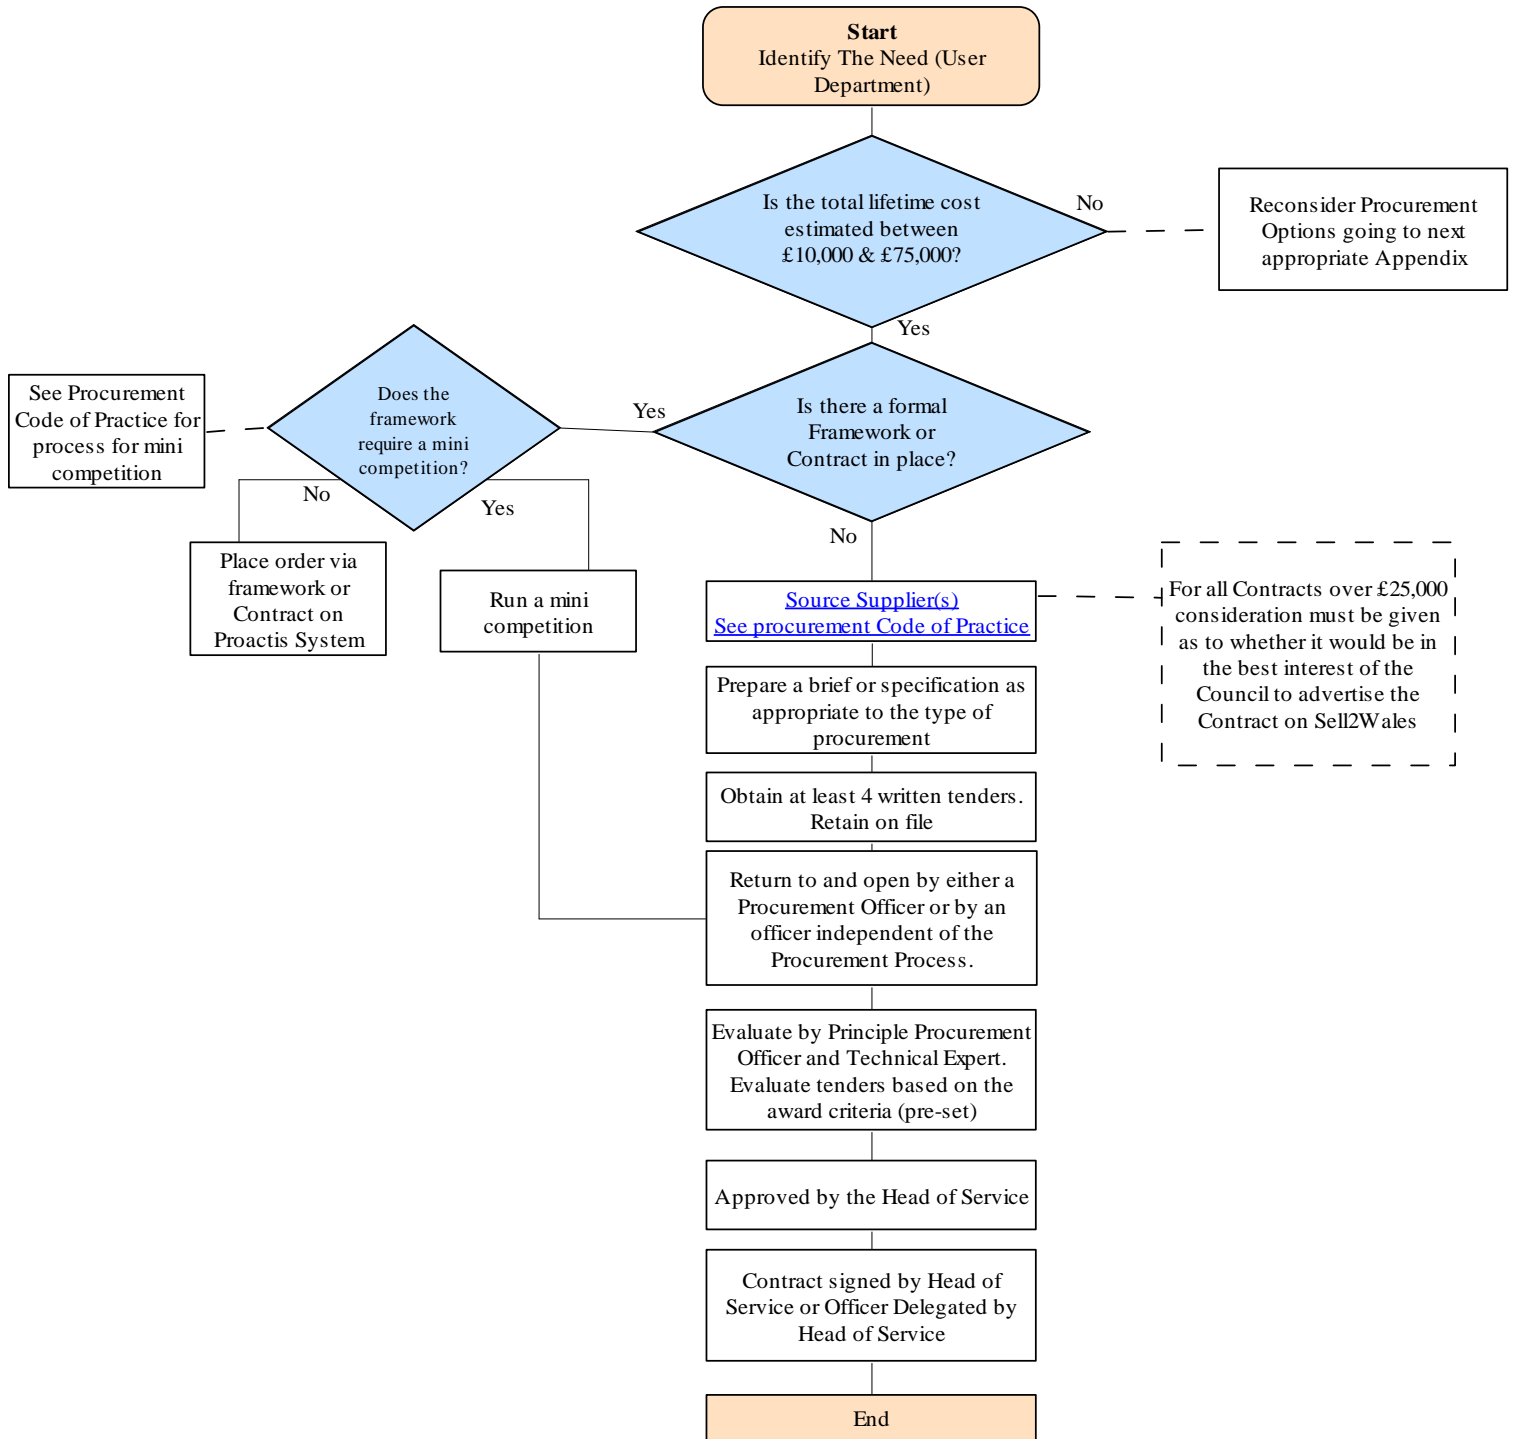 Start
Identify The Need (User
Department)
Is the total lifetime cost
estimated between
£10,000 & £75,000?
No
Reconsider Procurement
Options going to next
appropriate Appendix
Yes
Is there a formal
Framework or
Contract in place?
Yes
Does the
framework
require a mini
competition?
See Procurement
Code of Practice for
process for mini
competition
No
Yes
Place order via
framework or
Contract on
Proactis System
Run a mini
competition
No
Source Supplier(s)
See procurement Code of Practice
For all Contracts over £25,000
consideration must be given
as to whether it would be in
the best interest of the
Council to advertise the
Contract on Sell2Wales
Prepare a brief or specification as
appropriate to the type of
procurement
Obtain at least 4 written tenders.
Retain on file
Return to and open by either a
Procurement Officer or by an
officer independent of the
Procurement Process.
Evaluate by Principle Procurement
Officer and Technical Expert.
Evaluate tenders based on the
award criteria (pre-set)
Approved by the Head of Service
Contract signed by Head of
Service or Officer Delegated by
Head of Service
End